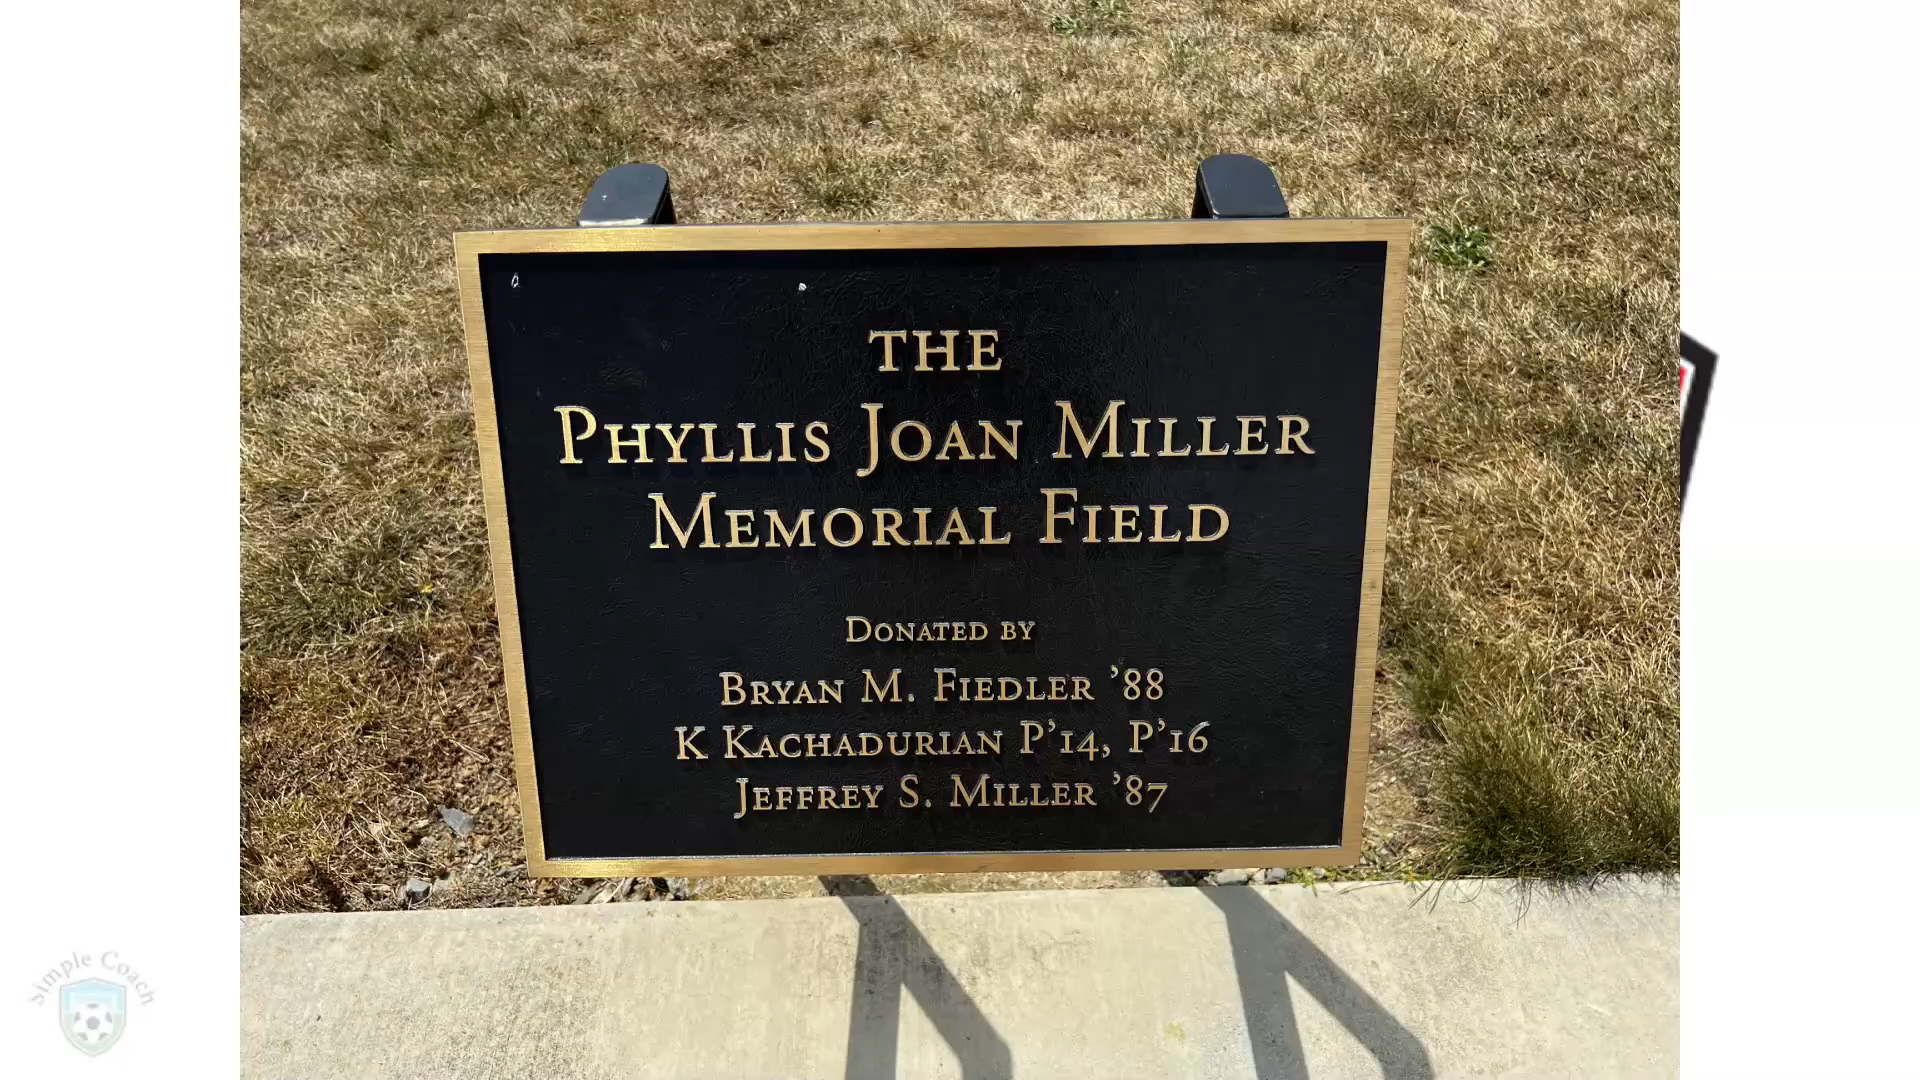 THE
PHYLLIS JOAN MILLER
MEMORIAL FIELD
DONATED BY
BRYAN M. FIEDLER '88
K KACHADURIAN P'14, P'16
JEFFREY S. MILLER '87
Simple Coach